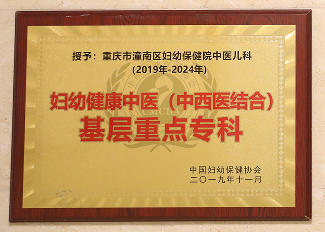 授予：重庆市潼南区妇幼保健院中医儿科
(2019年-2024年)
妇幼健康中医（中西医结合）
基层重点专科
中国妇幼保健协会
二〇一九年十一月